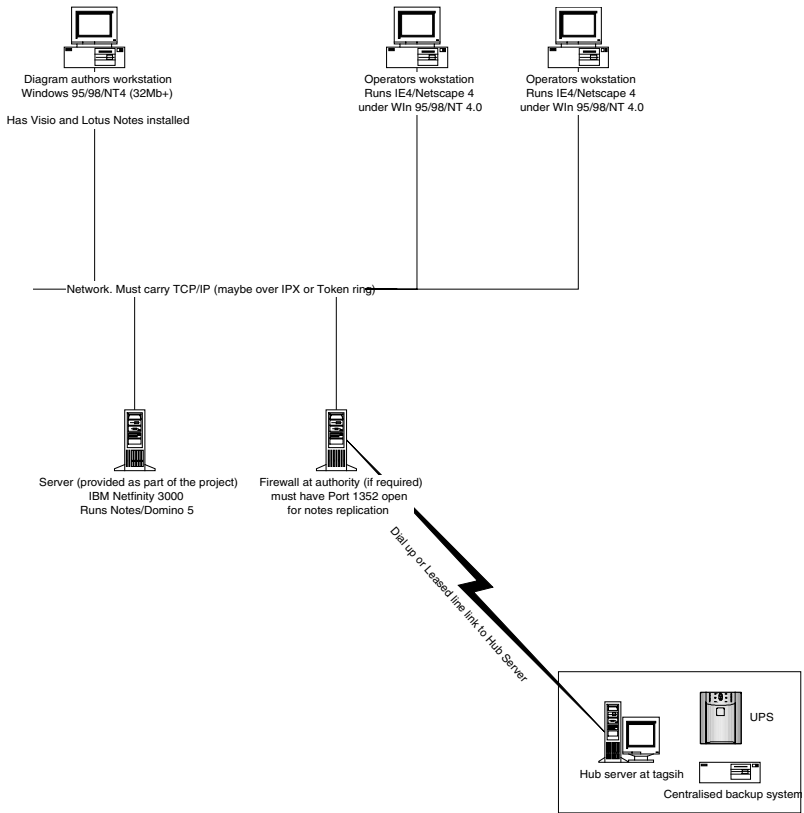 Diagram authors workstation
Windows 95/98/NT4 (32Mb+)
Has Visio and Lotus Notes installed
Operators wokstation
Runs IE4/Netscape 4
under WIn 95/98/NT 4.0
Operators wokstation
Runs IE4/Netscape 4
under WIn 95/98/NT 4.0
Network. Must carry TCP/IP (maybe over IPX or Token ring)
Server (provided as part of the project)
IBM Netfinity 3000
Runs Notes/Domino 5
Firewall at authority (if required)
must have Port 1352 open
for notes replication
Dial up or Leased line link to Hub Server
UPS
Hub server at tagsih
Centralised backup system